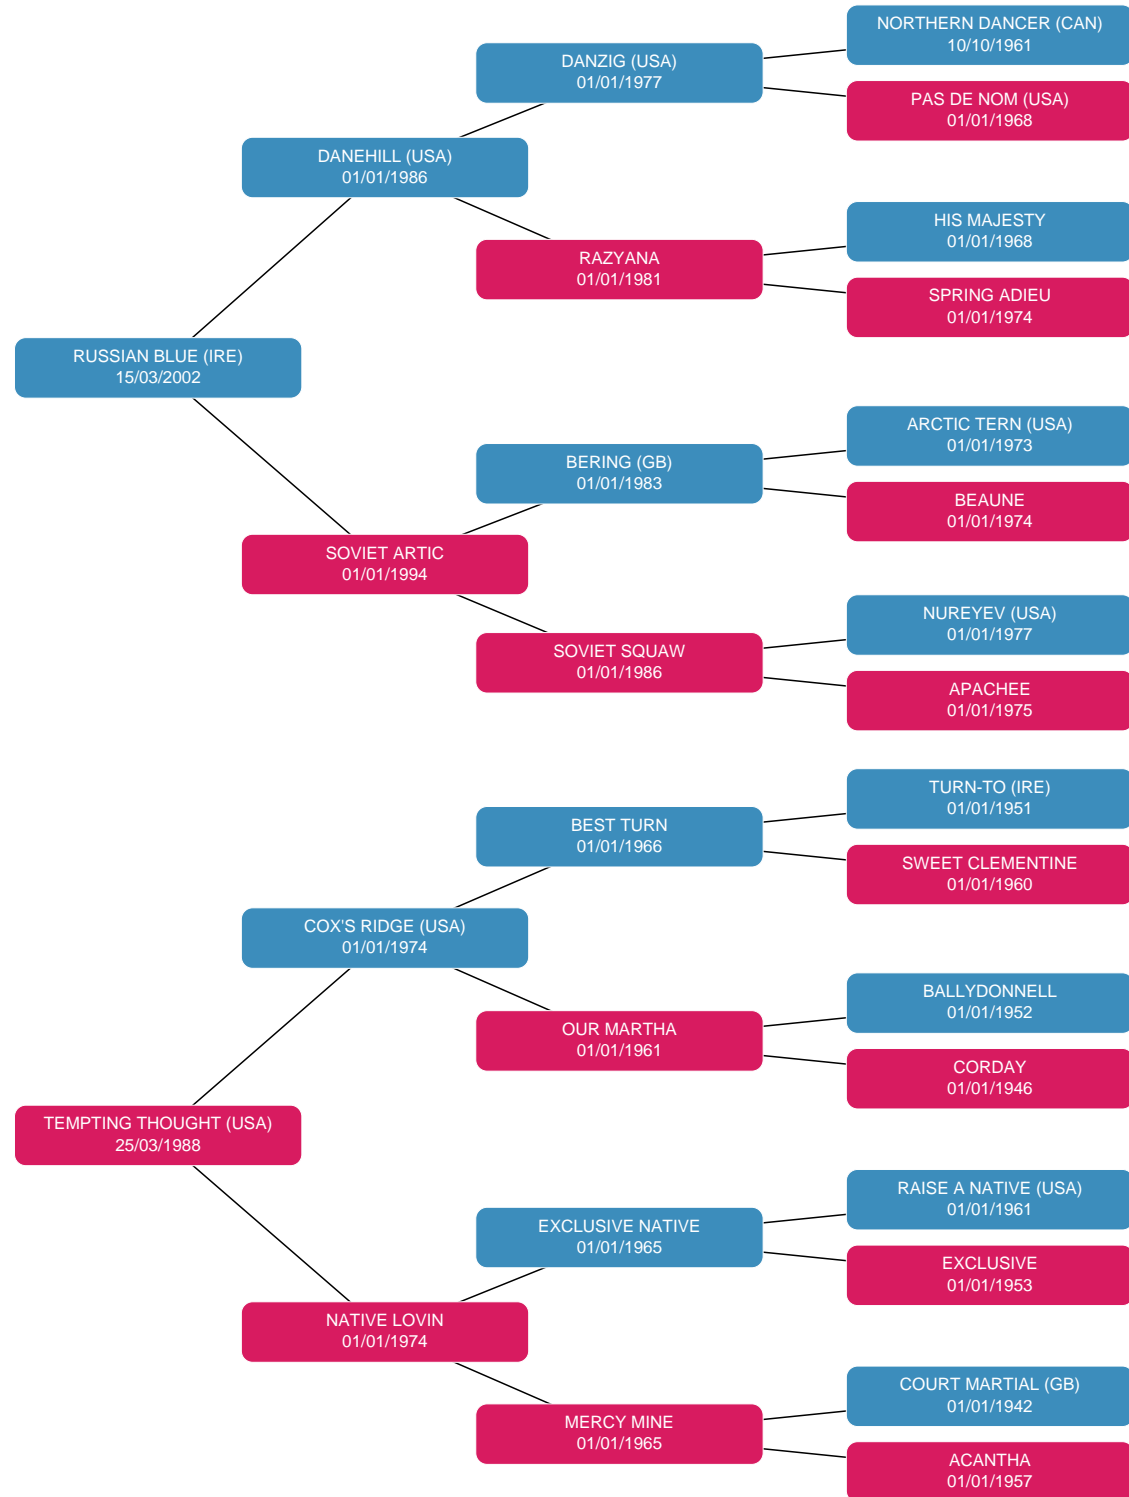 NORTHERN DANCER (CAN)
10/10/1961
DANZIG (USA)
01/01/1977
PAS DE NOM (USA)
01/01/1968
DANEHILL (USA)
01/01/1986
HIS MAJESTY
01/01/1968
RAZYANA
01/01/1981
SPRING ADIEU
01/01/1974
RUSSIAN BLUE (IRE)
15/03/2002
ARCTIC TERN (USA)
01/01/1973
BERING (GB)
01/01/1983
BEAUNE
01/01/1974
SOVIET ARTIC
01/01/1994
NUREYEV (USA)
01/01/1977
SOVIET SQUAW
01/01/1986
APACHEE
01/01/1975
TURN-TO (IRE)
01/01/1951
BEST TURN
01/01/1966
SWEET CLEMENTINE
01/01/1960
COX'S RIDGE (USA)
01/01/1974
BALLYDONNELL
01/01/1952
OUR MARTHA
01/01/1961
CORDAY
01/01/1946
TEMPTING THOUGHT (USA)
25/03/1988
RAISE A NATIVE (USA)
01/01/1961
EXCLUSIVE NATIVE
01/01/1965
EXCLUSIVE
01/01/1953
NATIVE LOVIN
01/01/1974
COURT MARTIAL (GB)
01/01/1942
MERCY MINE
01/01/1965
ACANTHA
01/01/1957